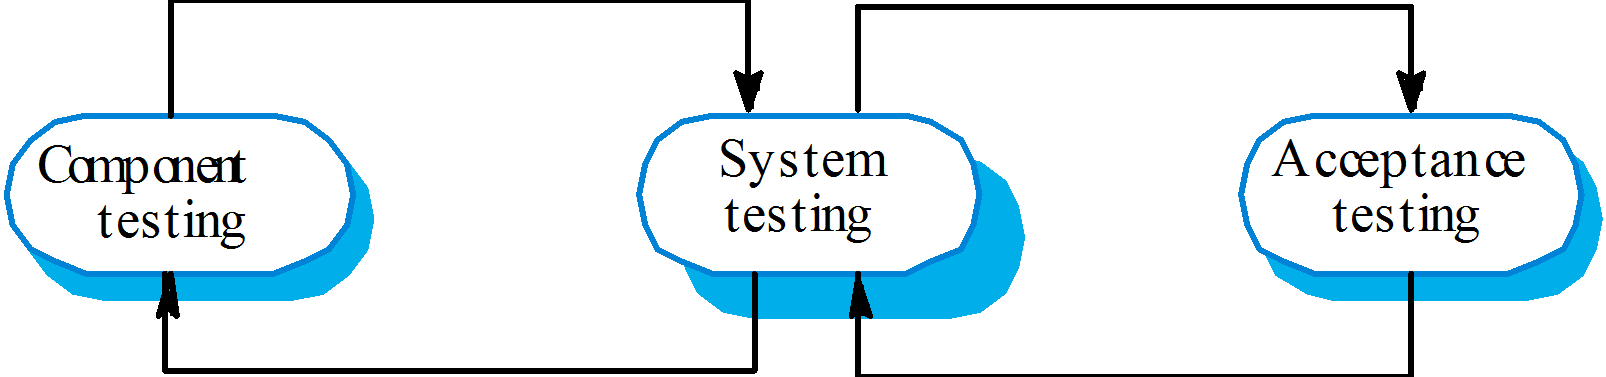 Component
testing
System
testing
Acceptance
testing